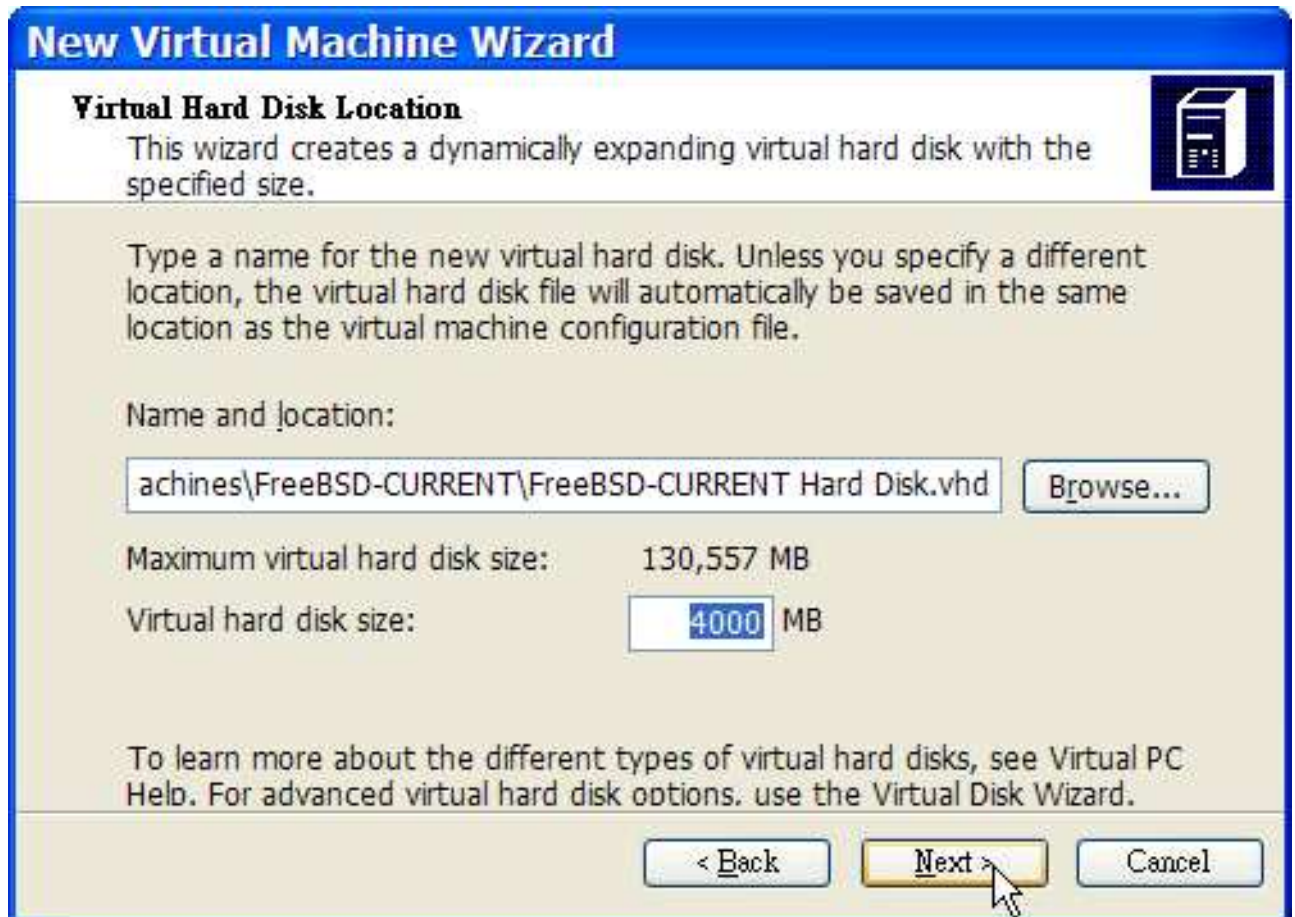 New Virtual Machine Wizard
Virtual Hard Disk Location
This wizard creates a dynamically expanding virtual hard disk with the
specified size.
Type a name for the new virtual hard disk. Unless you specify a different
location, the virtual hard disk file will automatically be saved in the same
location as the virtual machine configuration file.
Name and location:
achines\FreeBSD-CURRENT\FreeBSD-CURRENT Hard Disk.vhd Browse...
Maximum virtual hard disk size: 130,557 MB
Virtual hard disk size: 4000 MB
To learn more about the different types of virtual hard disks, see Virtual PC
Help. For advanced virtual hard disk options, use the Virtual Disk Wizard.
< Back Next > Cancel